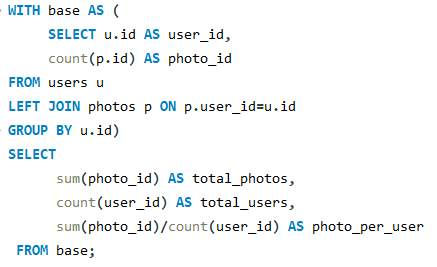 WITH base AS (
SELECT u.id AS user_id,
count(p.id) AS photo_id
FROM users u
LEFT JOIN photos p ON p.user_id=u.id
GROUP BY u.id)
SELECT
sum(photo_id) AS total_photos,
count(user_id) AS total_users,
sum(photo_id)/count(user_id) AS photo_per_user
FROM base;